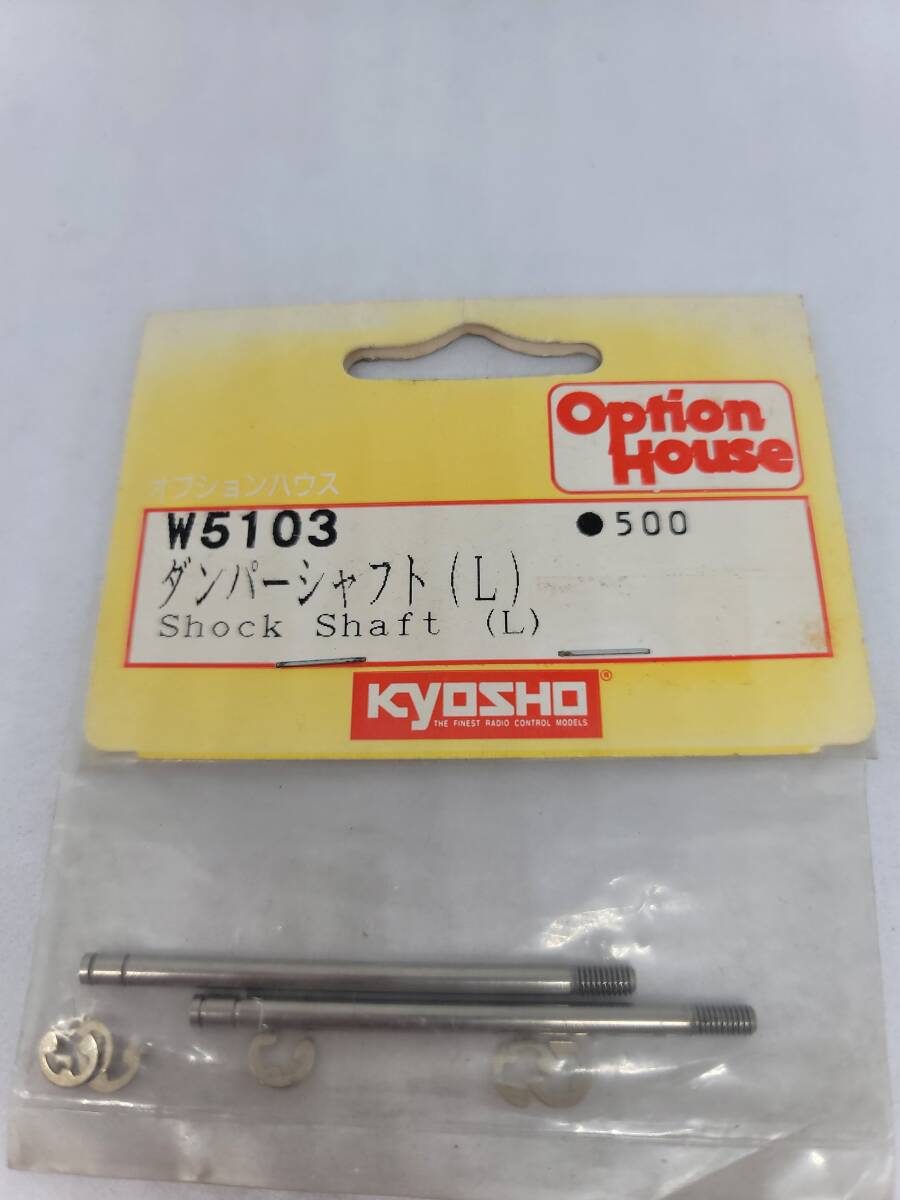 Option
House
オプションハウス
W5103 ●500
ダンパーシャフト(L)
Shock Shaft (L)
KYOSHO®
THE FINEST RADIO CONTROL MODELS